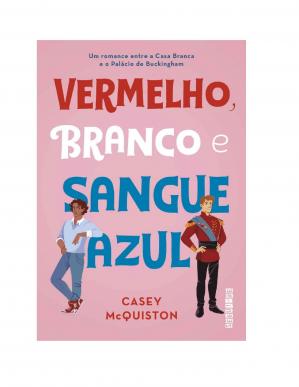 Um romance entre a Casa Branca
e o Palácio de Buckingham
VERMELHO,
BRANCO e
SANGUE
AZUL
CASEY
McQUISTON